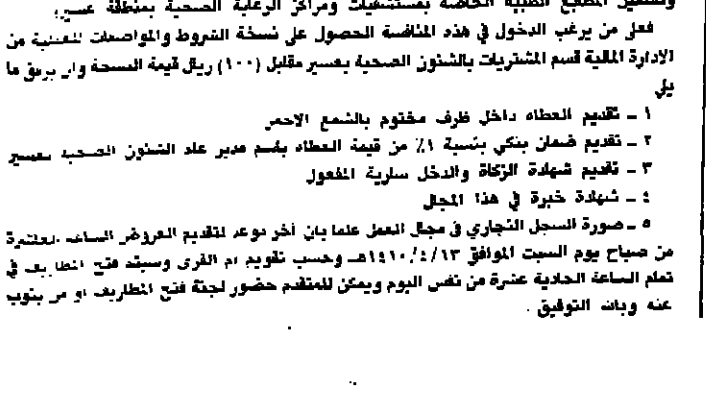 وتشغيل المطابخ الطبية الخاصة بمستشفيات ومراكز الرعاية الصحية بمنطقة عسير؛
فعلى من يرغب الدخول في هذه المنافسة الحصول على نسخة الشروط والمواصفات الفنية من
الادارة المالية قسم المشتريات بالشئون الصحية بعسير مقابل (١٠٠) ريال قيمة النسحة وان يرفق ما
يلي
١ ـ تقديم العطاء داخل ظرف مختوم بالشمع الاحمر
٢ ـ تقديم ضمان بنكي بنسبة ١٪ من قيمة العطاء بقسم مدير عام الشئون الصحية بعسير
٣ ـ تقديم شهادة الزكاة والدخل سارية المفعول
٤ ـ شهادة خبرة في هذا المجال
٥ ـ صورة السجل التجاري في مجال العمل علما بان أخر موعد لتقديم العروض الساعة العاشرة
من صباح يوم السبت الموافق ١٤١٠/٤/١٣هـ وحسب تقويم ام القرى وسيتم فتح المظاريف في
تمام الساعة الحادية عشرة من نفس اليوم ويمكن للمتقدم حضور لجنة فتح المظاريف او من ينوب
عنه وبالله التوفيق .